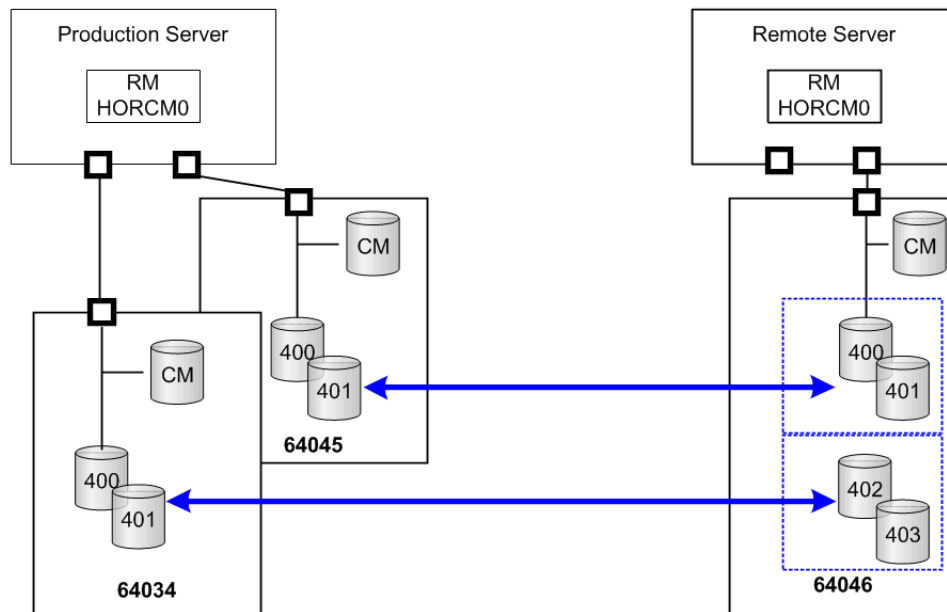 Production Server
RM
HORCM0
Remote Server
RM
HORCM0
CM
400
401
64045
CM
400
401
64034
CM
400
401
402
403
64046